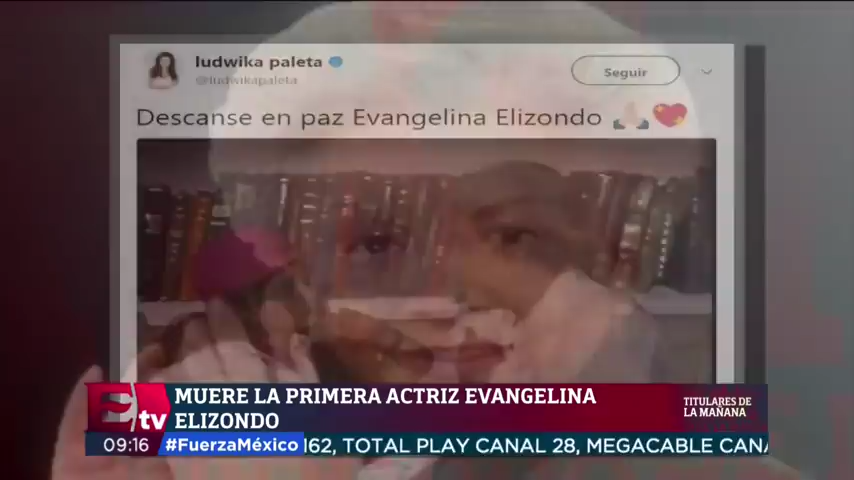 ludwika paleta
@ludwikapaleta
Seguir
Descanse en paz Evangelina Elizondo
MUERE LA PRIMERA ACTRIZ EVANGELINA
ELIZONDO
TITULARES DE
LA MAÑANA
tv
09:16
#FuerzaMéxico
162, TOTAL PLAY CANAL 28, MEGACABLE CANA